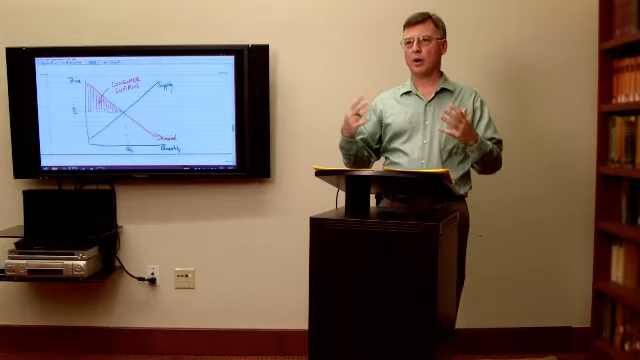 Price
CONSUMER
SURPLUS
Supply
Demand
Quantity